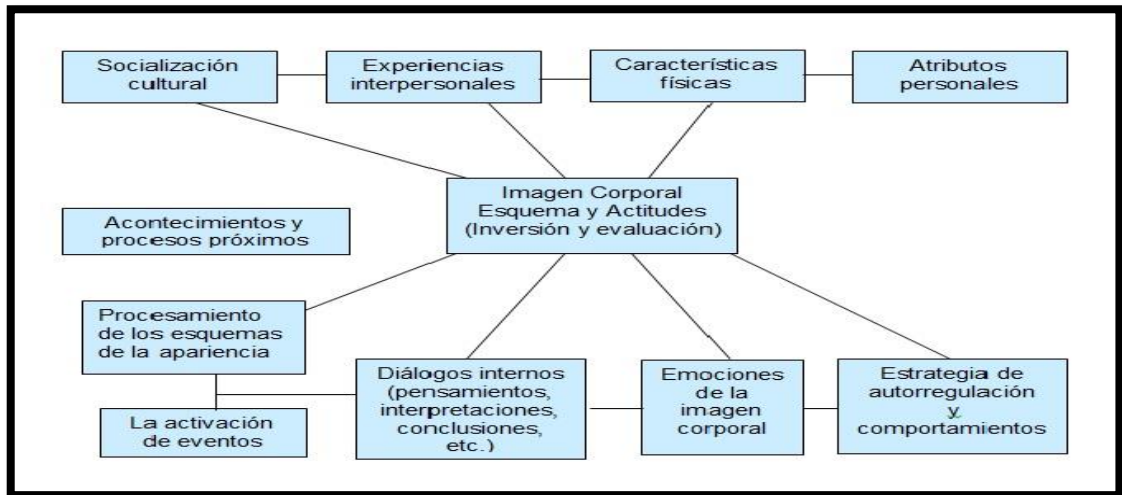 Socialización
cultural
Experiencias
interpersonales
Características
físicas
Atributos
personales
Imagen Corporal
Esquema y Actitudes
(Inversión y evaluación)
Acontecimientos y
procesos próximos
Procesamiento
de los esquemas
de la apariencia
La activación
de eventos
Diálogos internos
(pensamientos,
interpretaciones,
conclusiones,
etc.)
Emociones
de la
imagen
corporal
Estrategia de
autorregulación
y
comportamientos